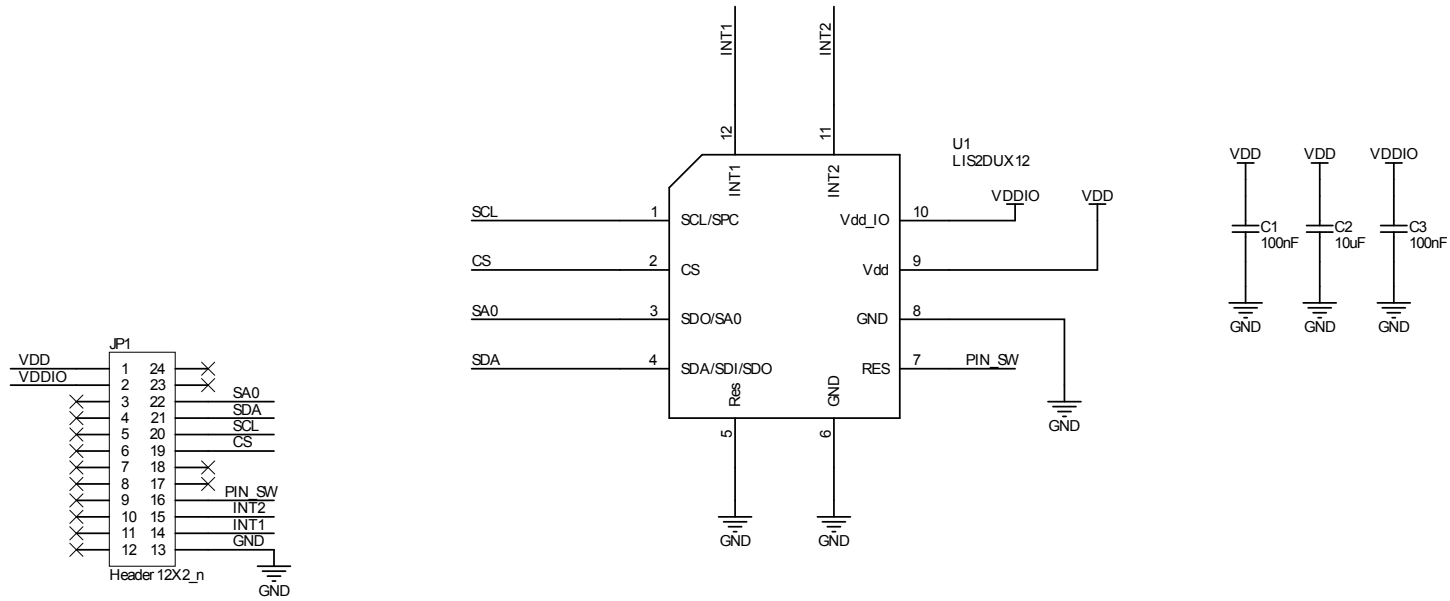 INT1
INT2
12
11
U1
LIS2DUX12
INT1
INT2
VDDIO
VDD
SCL
1
SCL/SPC
Vdd_IO
10
CS
2
CS
Vdd
9
SA0
3
SDO/SA0
GND
8
SDA
4
SDA/SDI/SDO
RES
7
PIN_SW
Res
GND
5
6
GND
GND
GND
VDD
VDD
VDDIO
C1
100nF
C2
10uF
C3
100nF
GND
GND
GND
JP1
VDD
1
24
VDDIO
2
23
3
22
SA0
4
21
SDA
5
20
SCL
6
19
CS
7
18
8
17
9
16
PIN_SW
10
15
INT2
11
14
INT1
12
13
GND
Header 12X2_n
GND